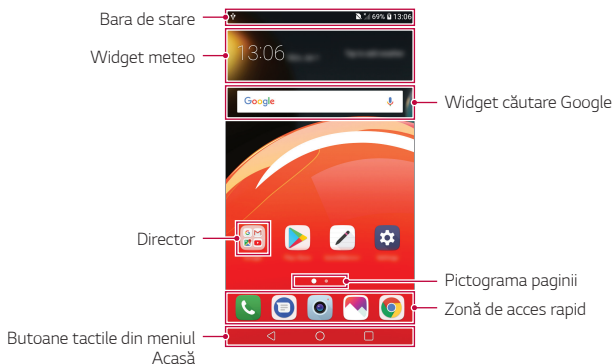 Bara de stare
69% 13:06
Widget meteo
13:06
Google
Widget căutare Google
Director
Pictograma paginii
Zonă de acces rapid
Butoane tactile din meniul
Acasă